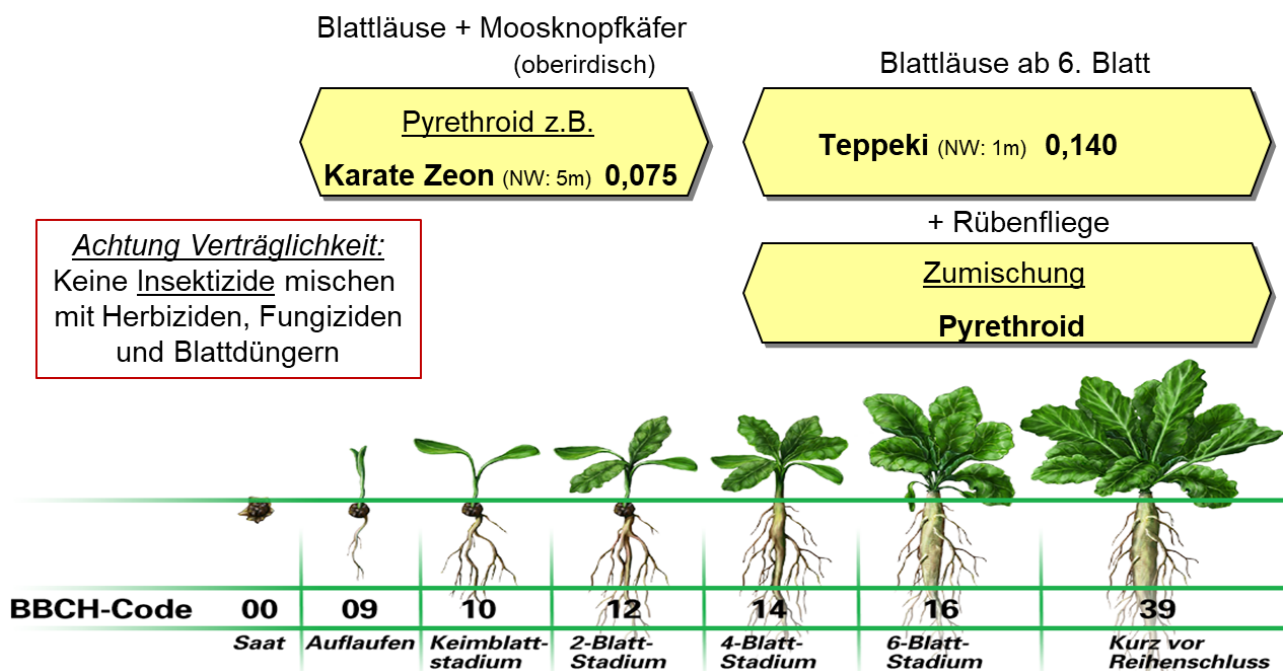 Blattläuse + Moosknopfkäfer
(oberirdisch)
Pyrethroid z.B.
Karate Zeon (NW: 5m) 0,075
Blattläuse ab 6. Blatt
Teppeki (NW: 1m) 0,140
+ Rübenfliege
Zumischung
Pyrethroid
Achtung Verträglichkeit:
Keine Insektizide mischen
mit Herbiziden, Fungiziden
und Blattdüngern
BBCH-Code 00 09 10 12 14 16 39
Saat Auflaufen Keimblatt- 2-Blatt- 4-Blatt- 6-Blatt- Kurz vor
stadium Stadium Stadium Stadium Reihenschluss